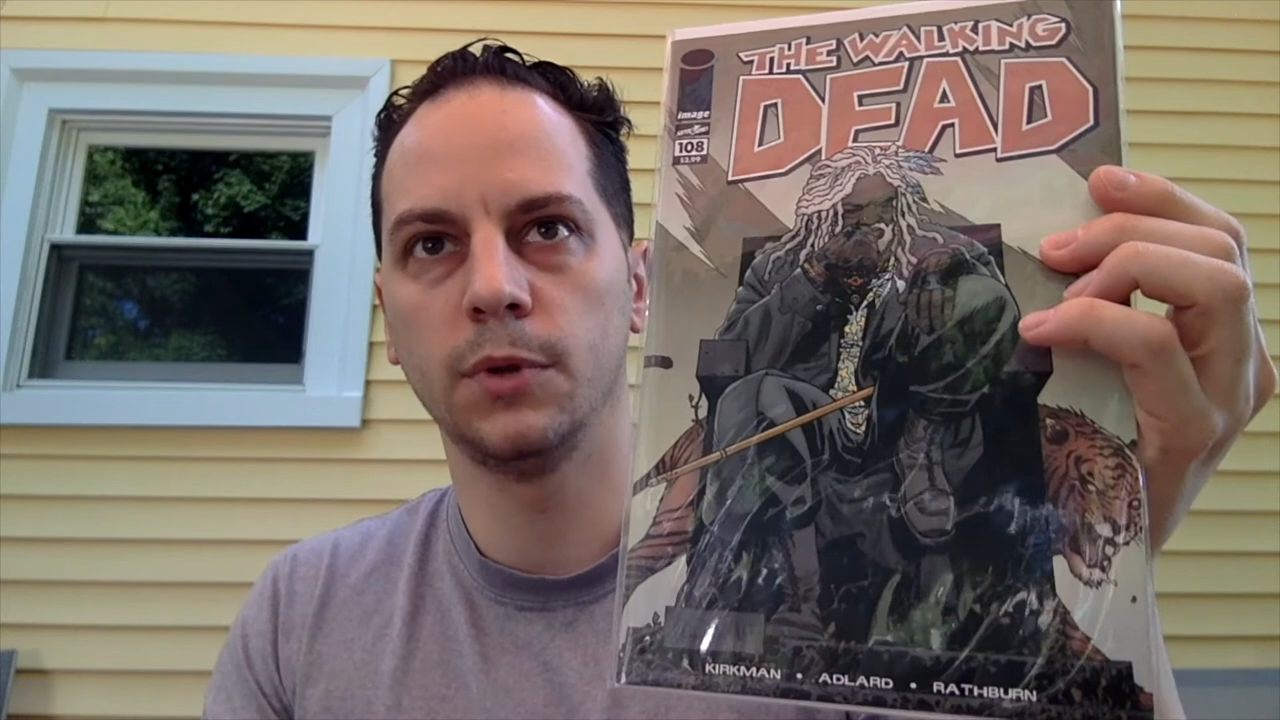 THE WALKING
DEAD
image
108
$2.99
KIRKMAN • ADLARD • RATHBURN